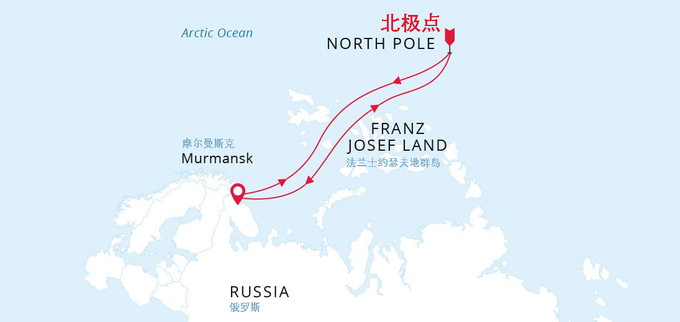 北极点
Arctic Ocean
NORTH POLE
FRANZ
JOSEF LAND
法兰士约瑟夫地群岛
摩尔曼斯克
Murmansk
RUSSIA
俄罗斯